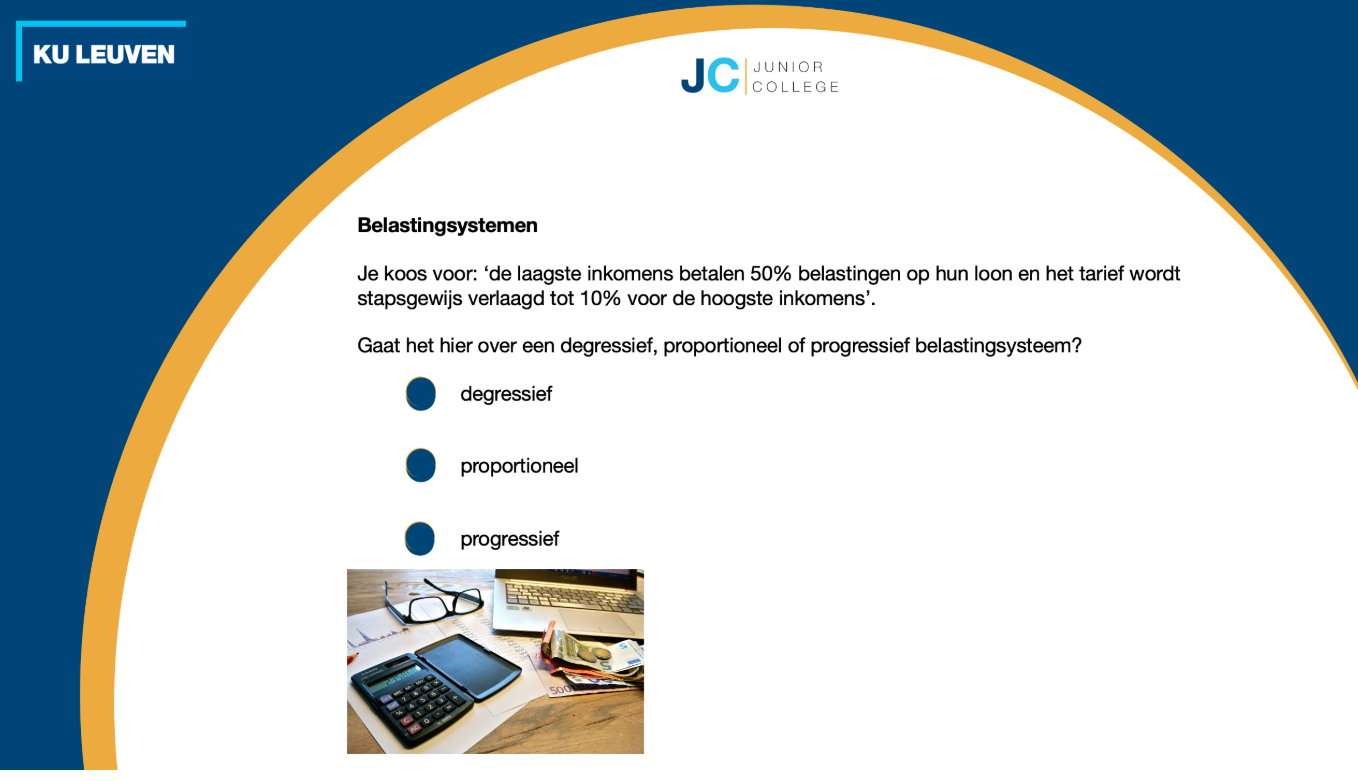 KU LEUVEN
JC JUNIOR
COLLEGE
Belastingsystemen
Je koos voor: ‘de laagste inkomens betalen 50% belastingen op hun loon en het tarief wordt
stapsgewijs verlaagd tot 10% voor de hoogste inkomens’.
Gaat het hier over een degressief, proportioneel of progressief belastingsysteem?
degressief
proportioneel
progressief